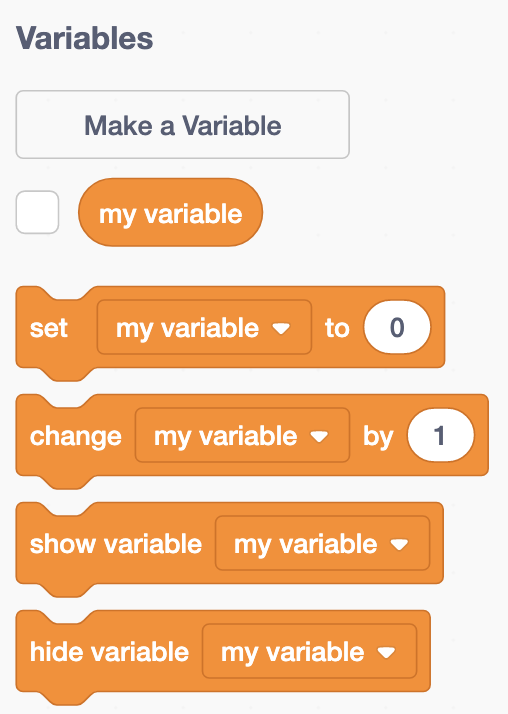 Variables
Make a Variable
my variable
set my variable to 0
change my variable by 1
show variable my variable
hide variable my variable